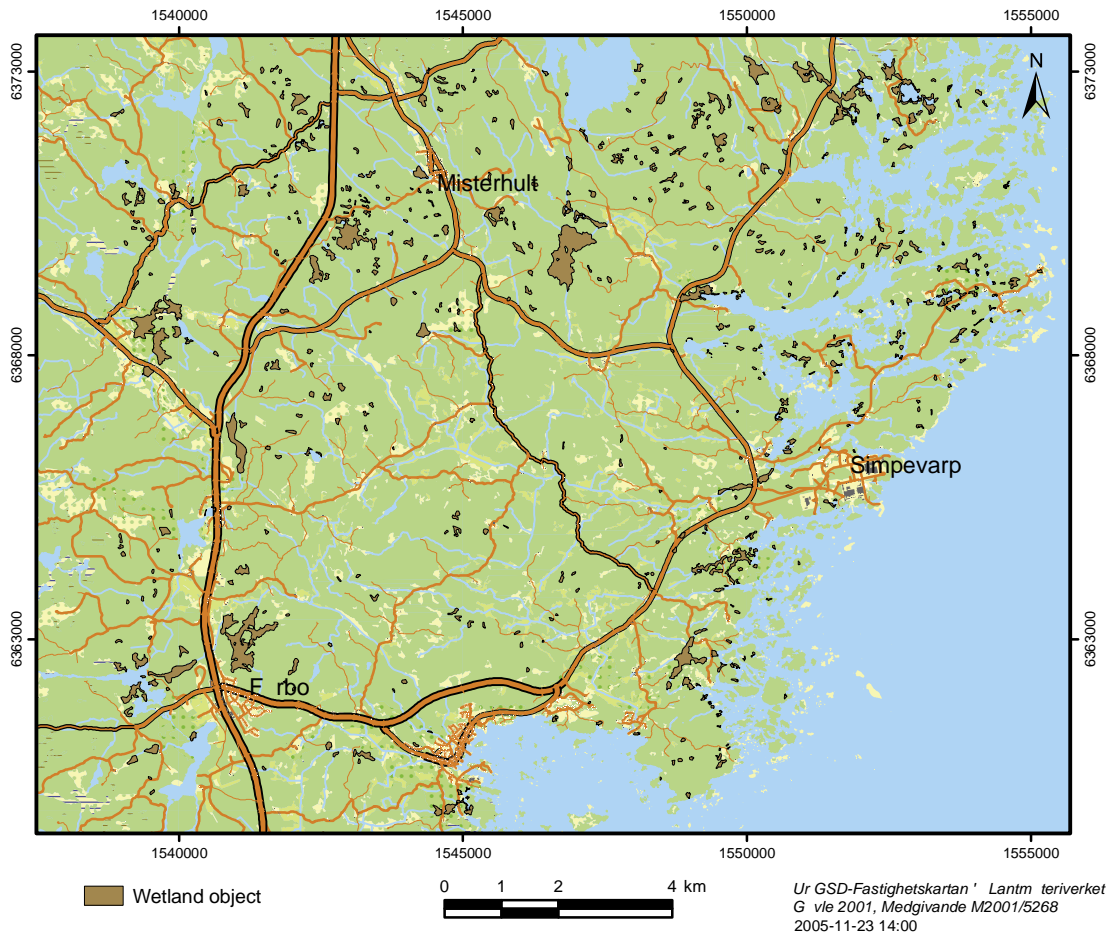 1540000 1545000 1550000 1555000
6373000 6373000
N
Misterhult
6368000 6368000
Simpevarp
6363000 6363000
F rbo
1540000 1545000 1550000 1555000
Wetland object
0 1 2 4 km
Ur GSD-Fastighetskartan ' Lantm teriverket
G vle 2001, Medgivande M2001/5268
2005-11-23 14:00